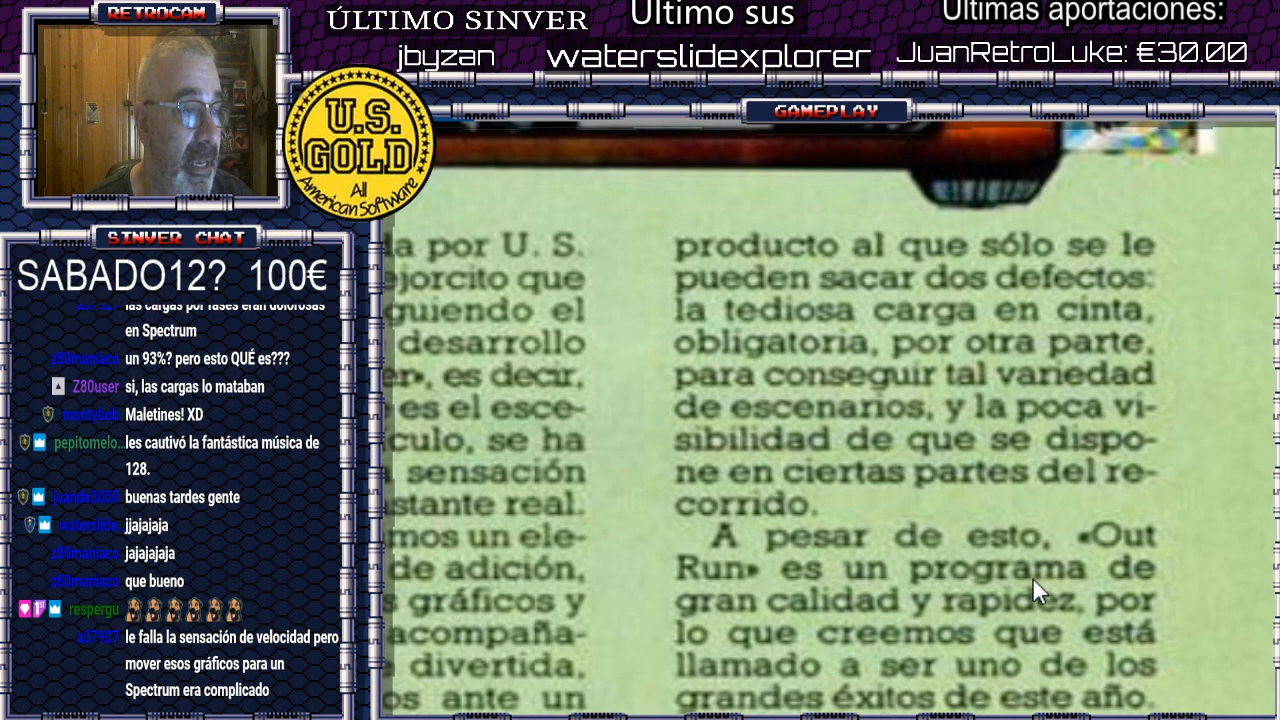 RETROCAM
ÚLTIMO SINVER
jbyzan
Último sus
waterslidexplorer
Últimas aportaciones:
JuanRetroLuke: €30.00
U.S.
GOLD
All
American Software
GAMEPLAY
SINVER CHAT
SABADO12? 100€
las cargas por fases eran dolorosas
en Spectrum
z80maniaco un 93%? pero esto QUÉ es???
Z80user si, las cargas lo mataban
montybob Maletines! XD
pepitomelo... les cautivó la fantástica música de
128.
juande3050 buenas tardes gente
waterslide... jjajajaja
z80maniaco jajajajaja
z80maniaco que bueno
respergu
a37927 le falla la sensación de velocidad pero
mover esos gráficos para un
Spectrum era complicado
a por U. S.
ejorcito que
guiendo el
desarrollo
er», es decir,
es el esce-
culo, se ha
sensación
stante real.
mos un ele-
de adición,
s gráficos y
acompaña-
divertida,
os ante un
producto al que sólo se le
pueden sacar dos defectos:
la tediosa carga en cinta,
obligatoria, por otra parte,
para conseguir tal variedad
de escenarios, y la poca vi-
sibilidad de que se dispo-
ne en ciertas partes del re-
corrido.
A pesar de esto, «Out
Run» es un programa de
gran calidad y rapidez, por
lo que creemos que está
llamado a ser uno de los
grandes éxitos de este año.